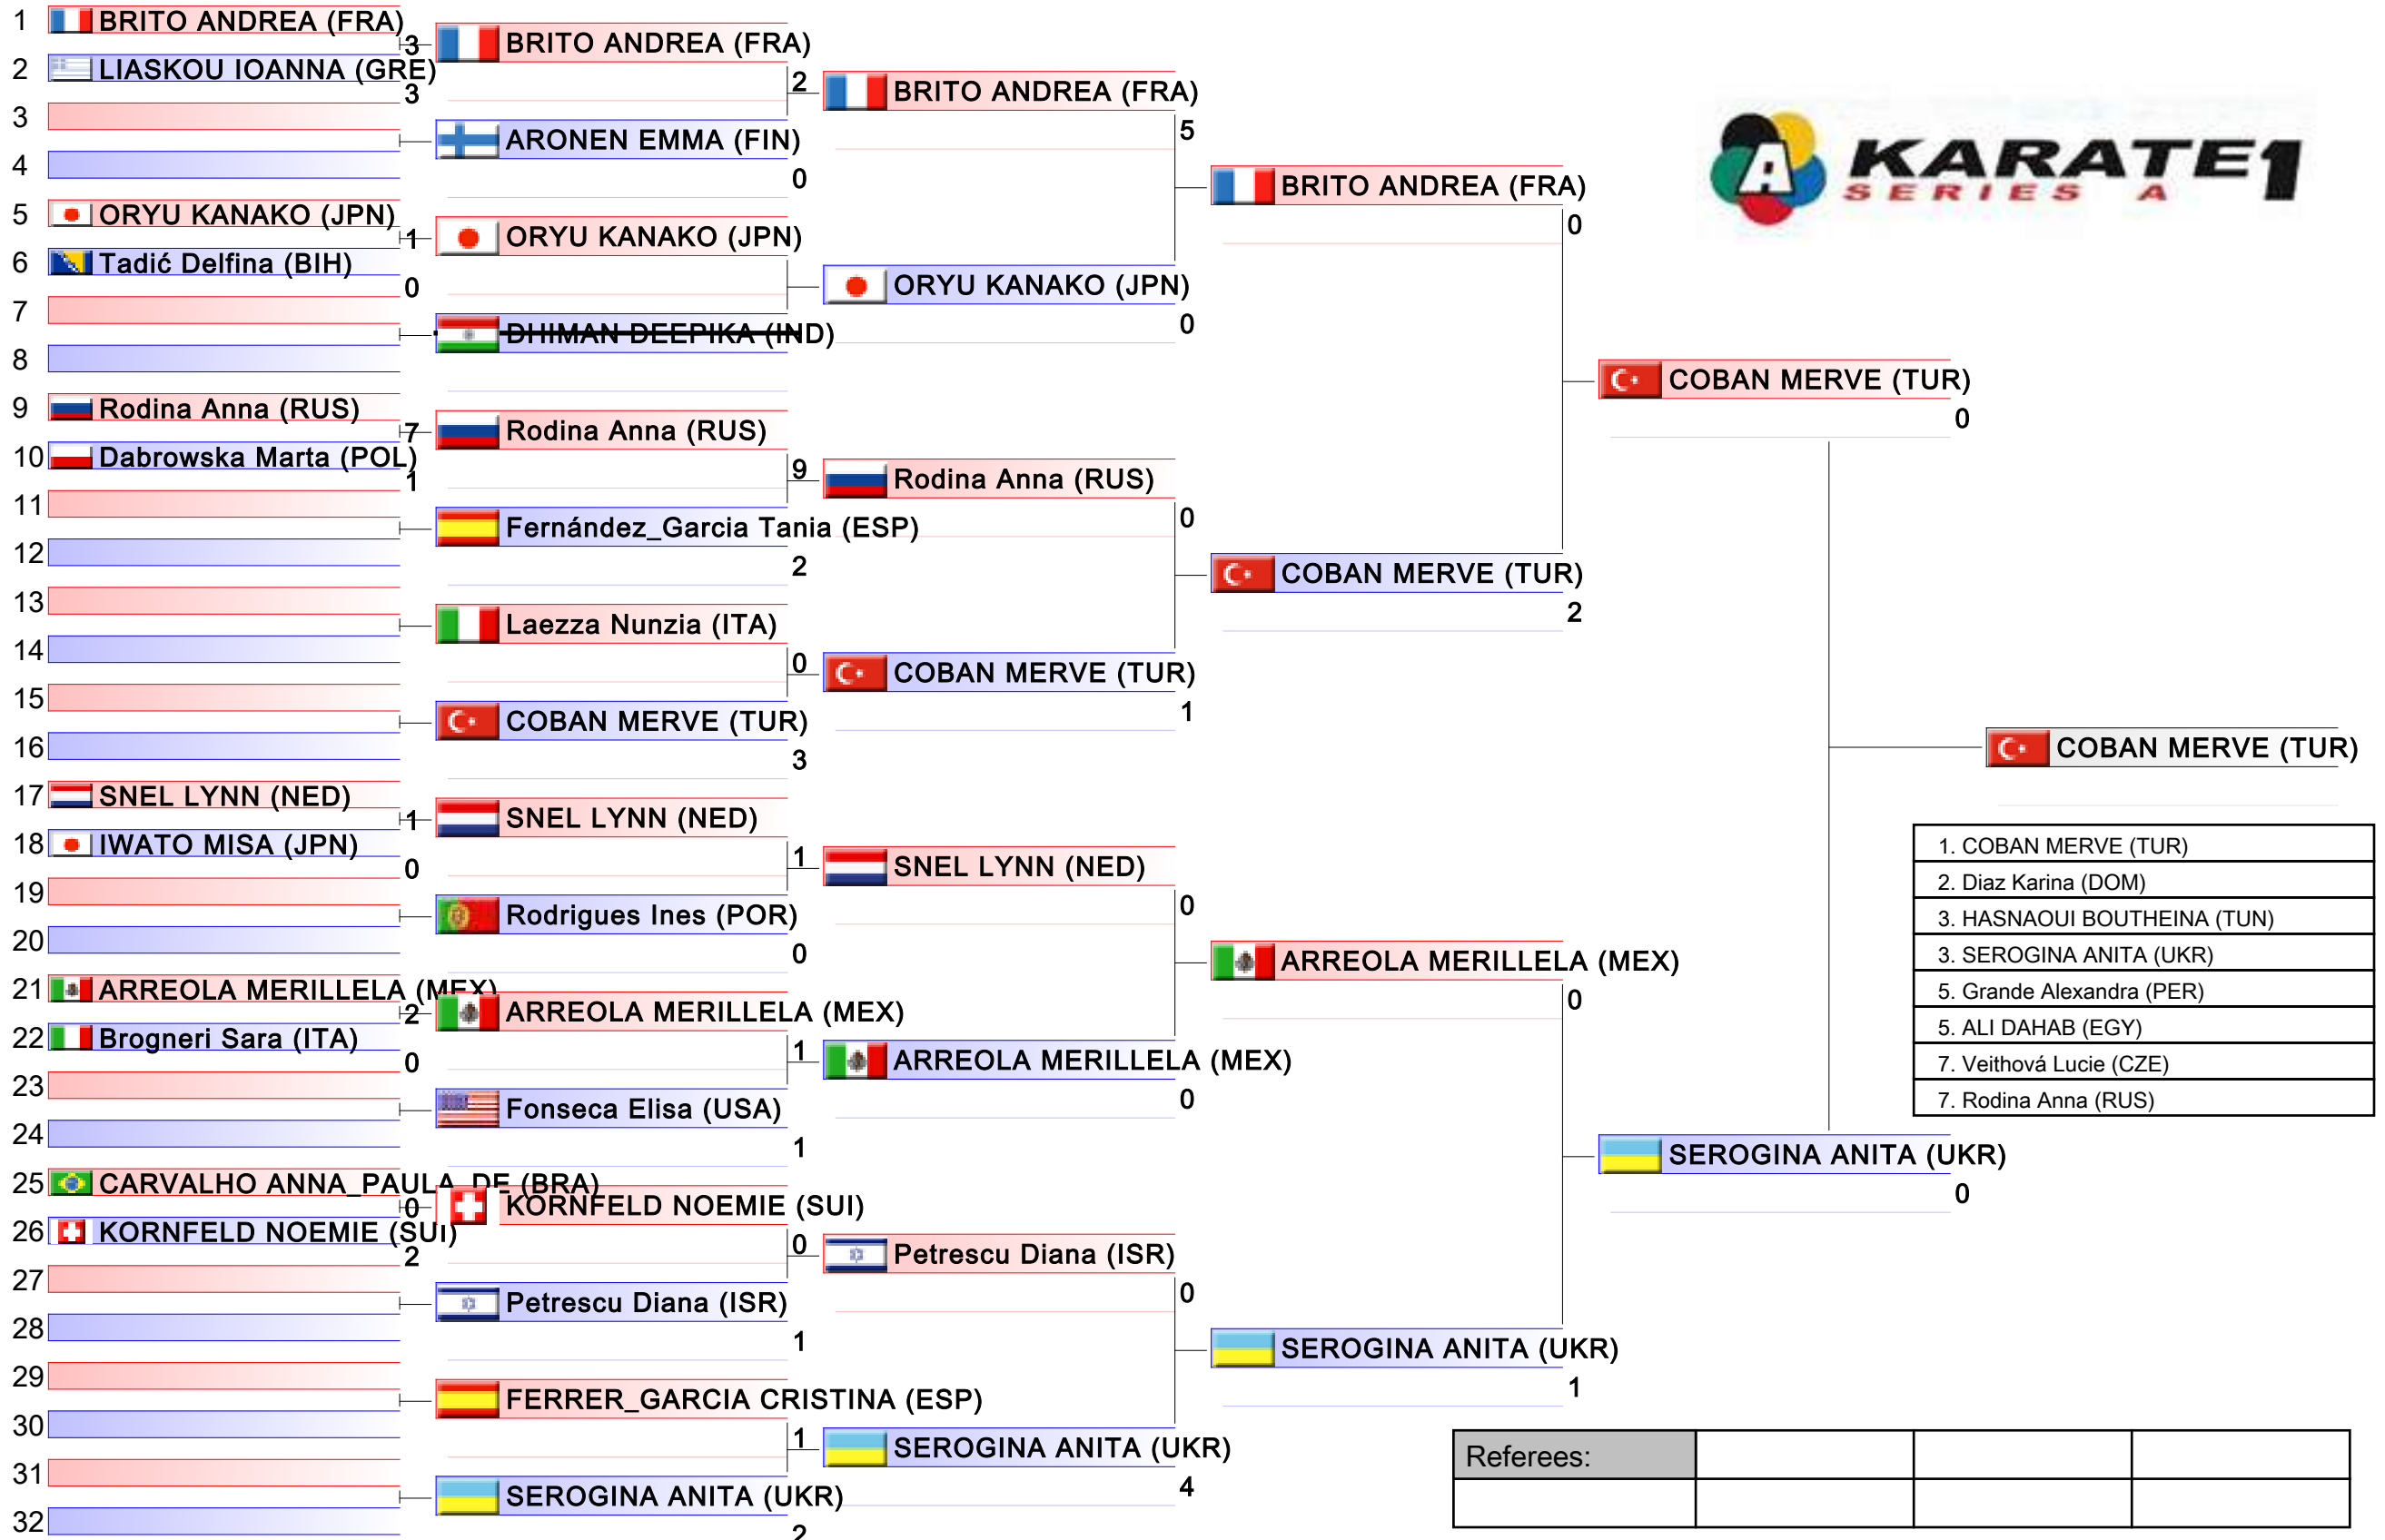 1 BRITO ANDREA (FRA)
3
2 LIASKOU IOANNA (GRE)
3
3
4
5 ORYU KANAKO (JPN)
1
6 Tadić Delfina (BIH)
0
7
8
9 Rodina Anna (RUS)
7
10 Dabrowska Marta (POL)
1
11
12
13
14
15
16
17 SNEL LYNN (NED)
1
18 IWATO MISA (JPN)
0
19
20
21 ARREOLA MERILLELA (MEX)
2
22 Brogneri Sara (ITA)
0
23
24
25 CARVALHO ANNA_PAULA_DE (BRA)
0
26 KORNFELD NOEMIE (SUI)
2
27
28
29
30
31
32
BRITO ANDREA (FRA)
2
ARONEN EMMA (FIN)
0
ORYU KANAKO (JPN)
DHIMAN DEEPIKA (IND)
Rodina Anna (RUS)
9
Fernández_Garcia Tania (ESP)
2
Laezza Nunzia (ITA)
0
COBAN MERVE (TUR)
3
SNEL LYNN (NED)
1
Rodrigues Ines (POR)
0
ARREOLA MERILLELA (MEX)
1
Fonseca Elisa (USA)
1
KORNFELD NOEMIE (SUI)
0
Petrescu Diana (ISR)
1
FERRER_GARCIA CRISTINA (ESP)
1
SEROGINA ANITA (UKR)
2
BRITO ANDREA (FRA)
5
ORYU KANAKO (JPN)
0
Rodina Anna (RUS)
0
COBAN MERVE (TUR)
1
SNEL LYNN (NED)
0
ARREOLA MERILLELA (MEX)
0
Petrescu Diana (ISR)
0
SEROGINA ANITA (UKR)
4
BRITO ANDREA (FRA)
0
COBAN MERVE (TUR)
2
ARREOLA MERILLELA (MEX)
0
SEROGINA ANITA (UKR)
1
COBAN MERVE (TUR)
0
SEROGINA ANITA (UKR)
0
COBAN MERVE (TUR)
A KARATE1
SERIES A
1. COBAN MERVE (TUR)
2. Diaz Karina (DOM)
3. HASNAOUI BOUTHEINA (TUN)
3. SEROGINA ANITA (UKR)
5. Grande Alexandra (PER)
5. ALI DAHAB (EGY)
7. Veithová Lucie (CZE)
7. Rodina Anna (RUS)
Referees: